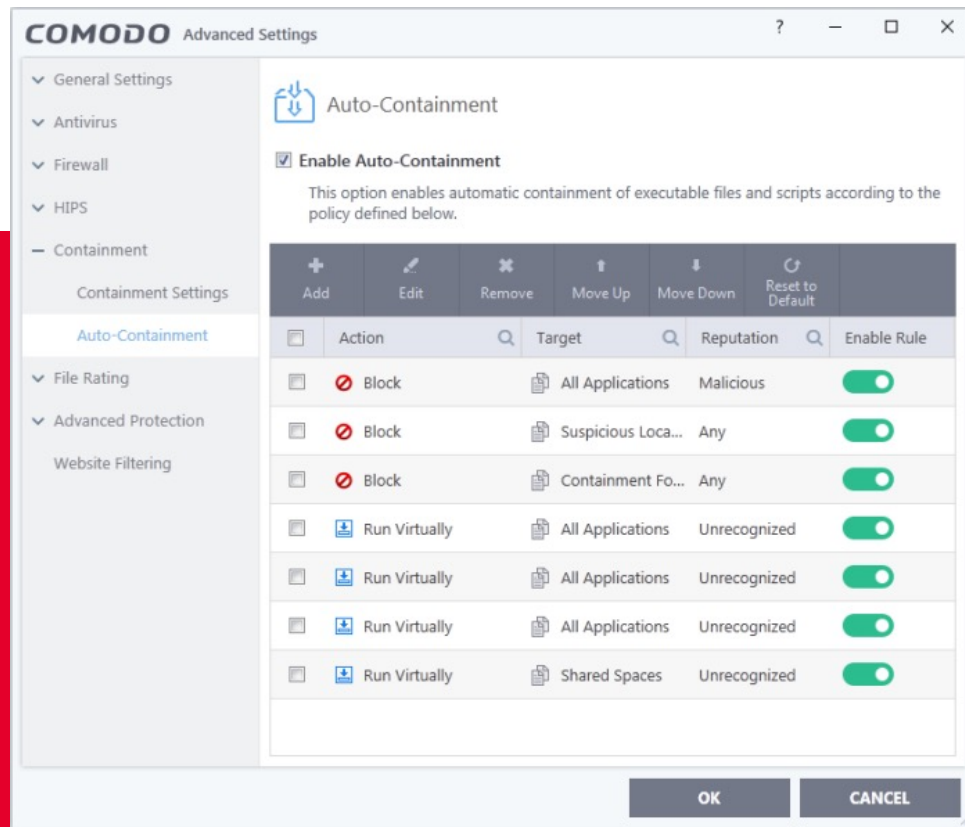 COMODO Advanced Settings ?
General Settings
Antivirus
Firewall
HIPS
Containment
Containment Settings
Auto-Containment
File Rating
Advanced Protection
Website Filtering
Auto-Containment
Enable Auto-Containment
This option enables automatic containment of executable files and scripts according to the
policy defined below.
Add Edit Remove Move Up Move Down Reset to
Default
Action Target Reputation Enable Rule
Block All Applications Malicious
Block Suspicious Loca... Any
Block Containment Fo... Any
Run Virtually All Applications Unrecognized
Run Virtually All Applications Unrecognized
Run Virtually All Applications Unrecognized
Run Virtually Shared Spaces Unrecognized
OK CANCEL